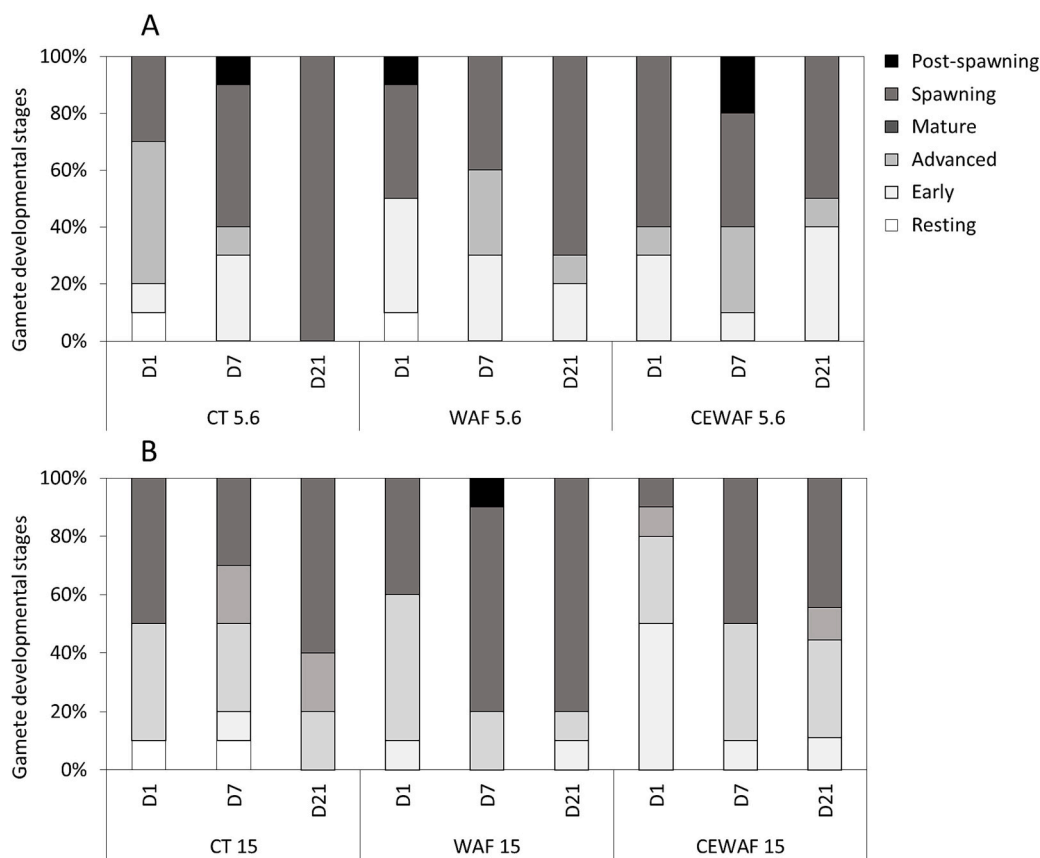 A
100%
80%
60%
40%
20%
0%
Gamete developmental stages
Post-spawning
Spawning
Mature
Advanced
Early
Resting
D1 D7 D21 D1 D7 D21 D1 D7 D21
CT 5.6 WAF 5.6 CEWAF 5.6
B
100%
80%
60%
40%
20%
0%
Gamete developmental stages
D1 D7 D21 D1 D7 D21 D1 D7 D21
CT 15 WAF 15 CEWAF 15